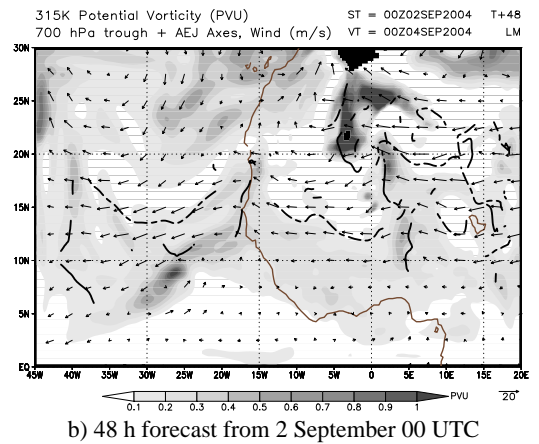 315K Potential Vorticity (PVU) ST = 00Z02SEP2004 T+48
700 hPa trough + AEJ Axes, Wind (m/s) VT = 00Z04SEP2004 LM
30N
25N
20N
15N
10N
5N
EQ
45W 40W 35W 30W 25W 20W 15W 10W 5W 0 5E 10E 15E 20E
PVU
0.1 0.2 0.3 0.4 0.5 0.6 0.7 0.8 0.9 1
20
b) 48 h forecast from 2 September 00 UTC